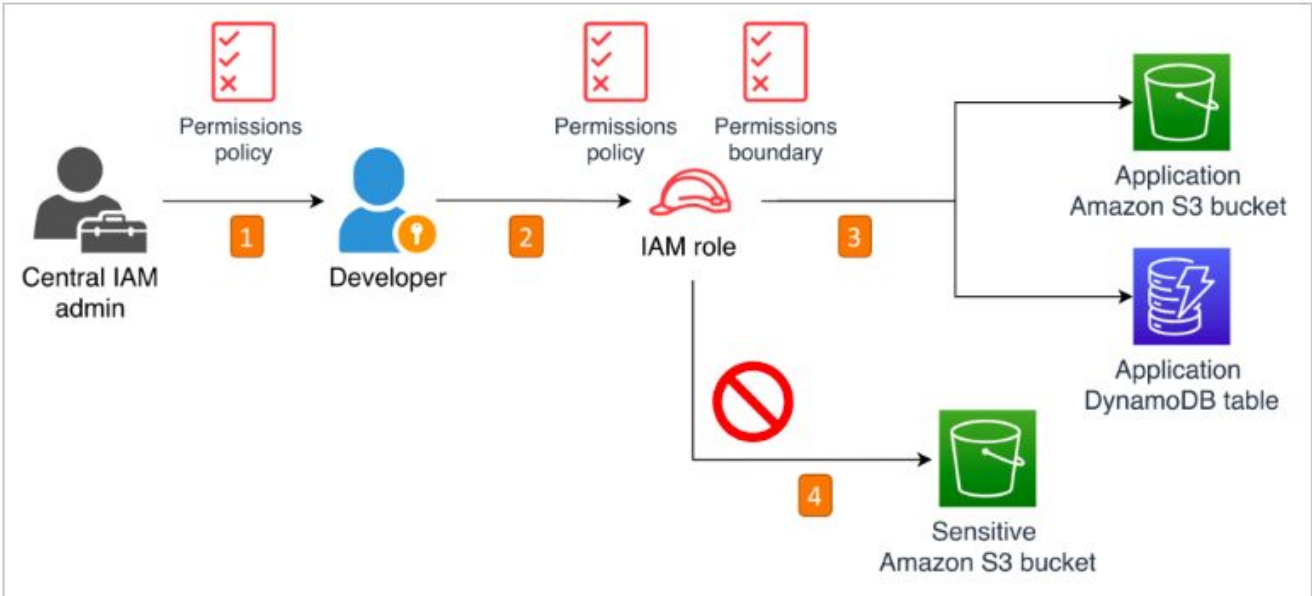 Permissions
policy
Permissions
policy
Permissions
boundary
Central IAM
admin
1
Developer
2
IAM role
3
Application
Amazon S3 bucket
Application
DynamoDB table
4
Sensitive
Amazon S3 bucket